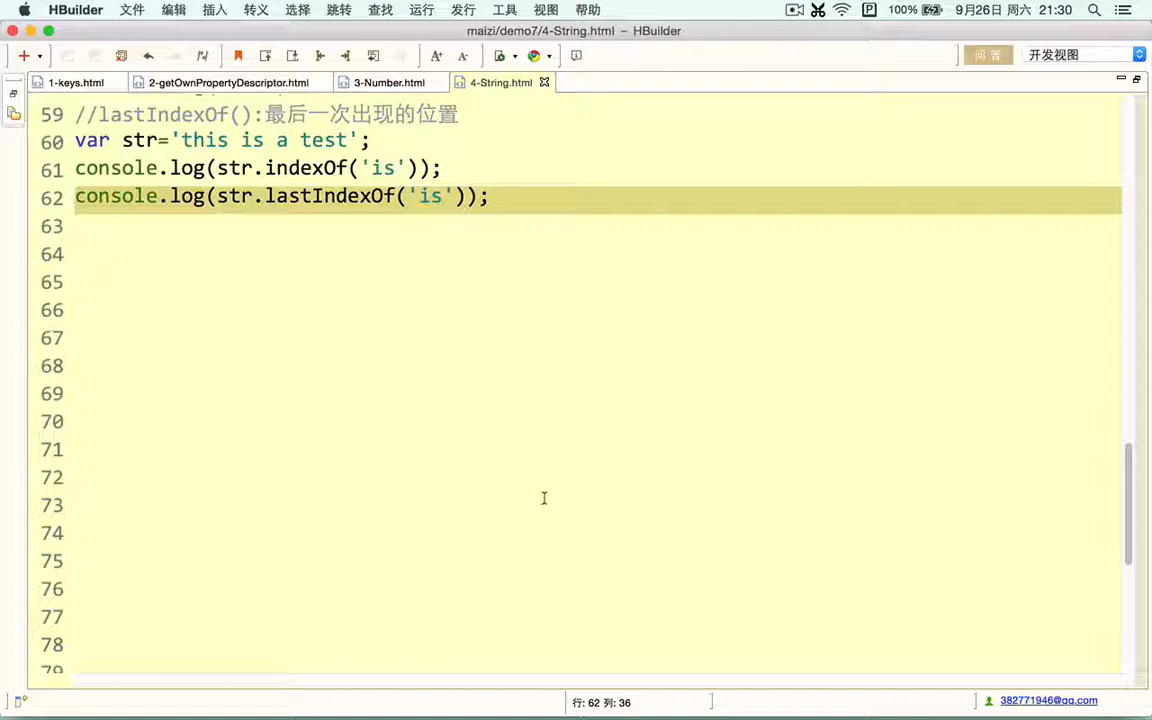 HBuilder 文件 编辑 插入 转义 选择 跳转 查找 运行 发行 工具 视图 帮助 100% 9月26日 周六 21:30
maizi/demo7/4-String.html – HBuilder
问 答 开发视图
1-keys.html 2-getOwnPropertyDescriptor.html 3-Number.html 4-String.html
59 //lastIndexOf():最后一次出现的位置
60 var str='this is a test';
61 console.log(str.indexOf('is'));
62 console.log(str.lastIndexOf('is'));
63
64
65
66
67
68
69
70
71
72
73
74
75
76
77
78
79
行: 62 列: 36 382771946@qq.com